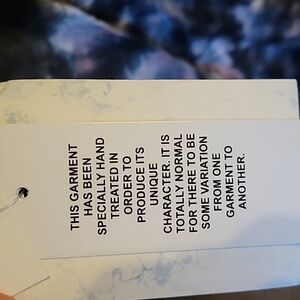 THIS GARMENT
HAS BEEN
SPECIALLY HAND
TREATED IN
ORDER TO
PRODUCE IT'S
UNIQUE
CHARACTER. IT IS
TOTALLY NORMAL
FOR THERE TO BE
SOME VARIATION
FROM ONE
GARMENT TO
ANOTHER.